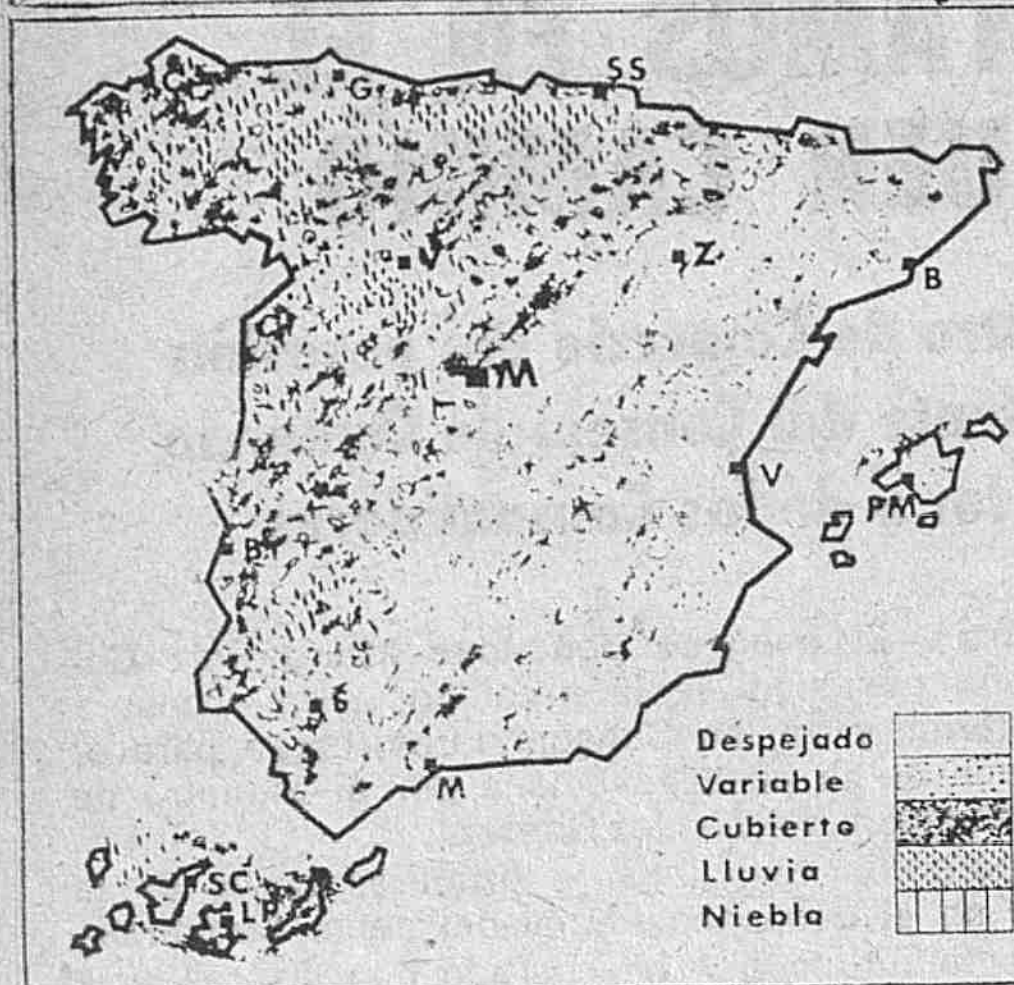 C
G
SS
V
Z
B
M
V
PM
B
S
M
SC
LP
Despejado
Variable
Cubierto
Lluvia
Niebla